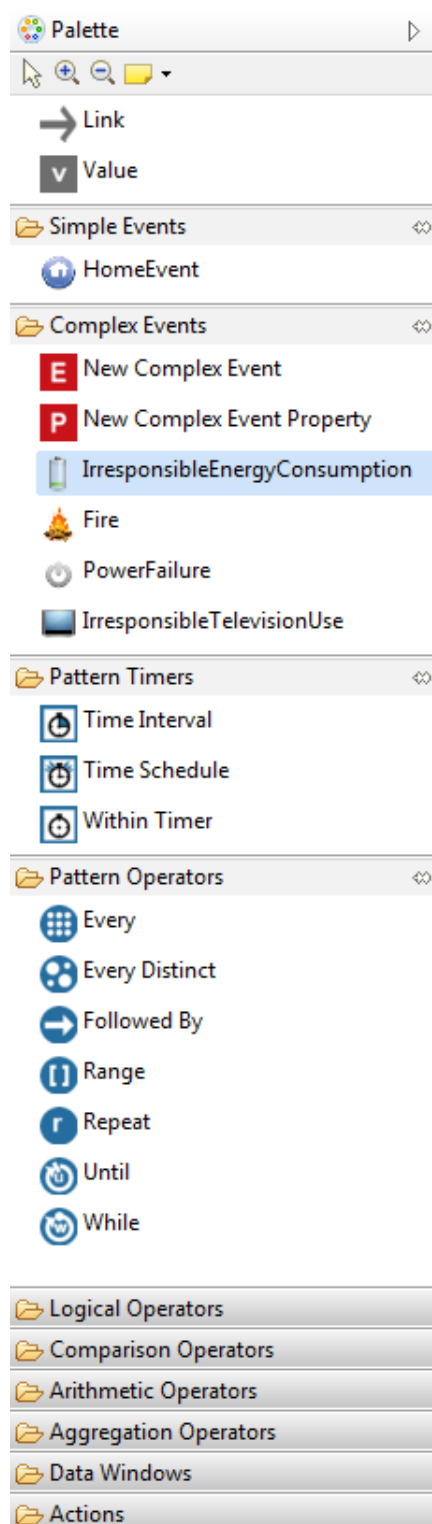 Palette
Link
v Value
Simple Events
HomeEvent
Complex Events
E New Complex Event
P New Complex Event Property
IrresponsibleEnergyConsumption
Fire
PowerFailure
IrresponsibleTelevisionUse
Pattern Timers
Time Interval
Time Schedule
Within Timer
Pattern Operators
Every
Every Distinct
Followed By
[ ] Range
r Repeat
u Until
w While
Logical Operators
Comparison Operators
Arithmetic Operators
Aggregation Operators
Data Windows
Actions